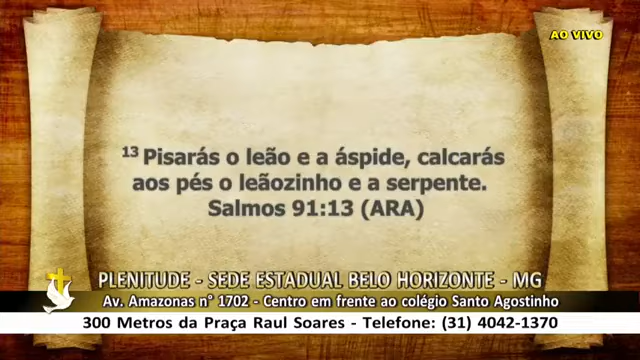 AO VIVO
13 Pisarás o leão e a áspide, calcarás
aos pés o leãozinho e a serpente.
Salmos 91:13 (ARA)
PLENITUDE - SEDE ESTADUAL BELO HORIZONTE - MG
Av. Amazonas n° 1702 - Centro em frente ao colégio Santo Agostinho
300 Metros da Praça Raul Soares - Telefone: (31) 4042-1370